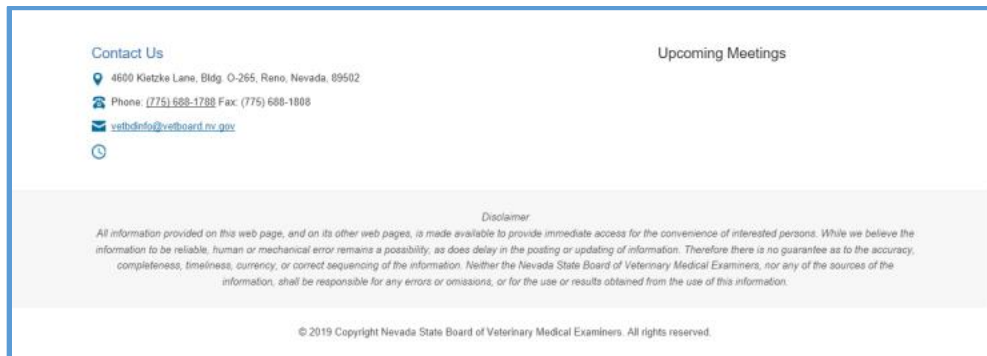 Contact Us
Upcoming Meetings
4600 Kietzke Lane, Bldg. O-265, Reno, Nevada, 89502
Phone: (775) 688-1788 Fax: (775) 688-1808
vetbdinfo@vetboard.nv.gov
Disclaimer
All information provided on this web page, and on its other web pages, is made available to provide immediate access for the convenience of interested persons. While we believe the
information to be reliable, human or mechanical error remains a possibility, as does delay in the posting or updating of information. Therefore there is no guarantee as to the accuracy,
completeness, timeliness, currency, or correct sequencing of the information. Neither the Nevada State Board of Veterinary Medical Examiners, nor any of the sources of the
information, shall be responsible for any errors or omissions, or for the use or results obtained from the use of this information.
© 2019 Copyright Nevada State Board of Veterinary Medical Examiners. All rights reserved.